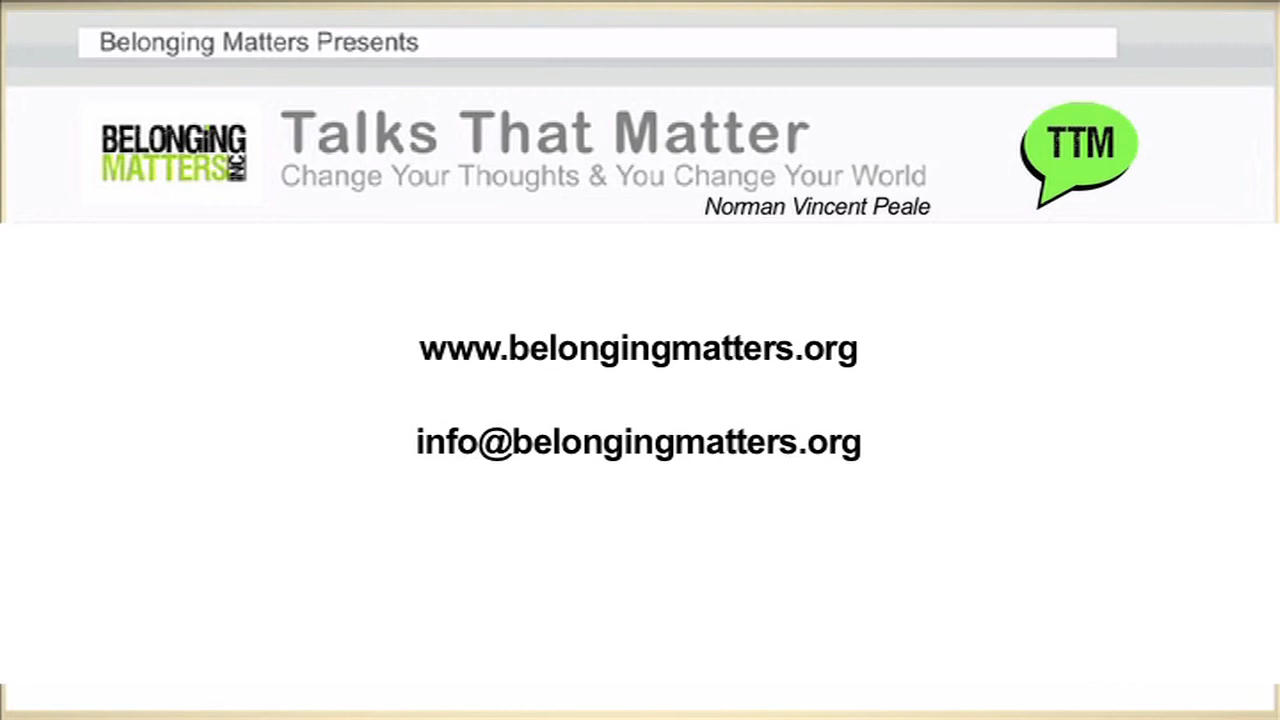 Belonging Matters Presents
BELONGiNG
MATTERS INC
Talks That Matter
Change Your Thoughts & You Change Your World
Norman Vincent Peale
TTM
www.belongingmatters.org
info@belongingmatters.org